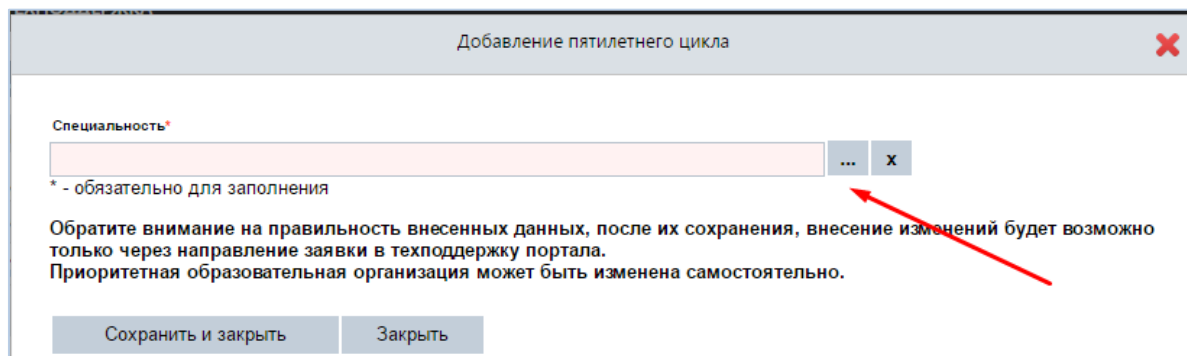 Добавление пятилетнего цикла
Специальность*
... x
* - обязательно для заполнения
Обратите внимание на правильность внесенных данных, после их сохранения, внесение изменений будет возможно
только через направление заявки в техподдержку портала.
Приоритетная образовательная организация может быть изменена самостоятельно.
Сохранить и закрыть Закрыть